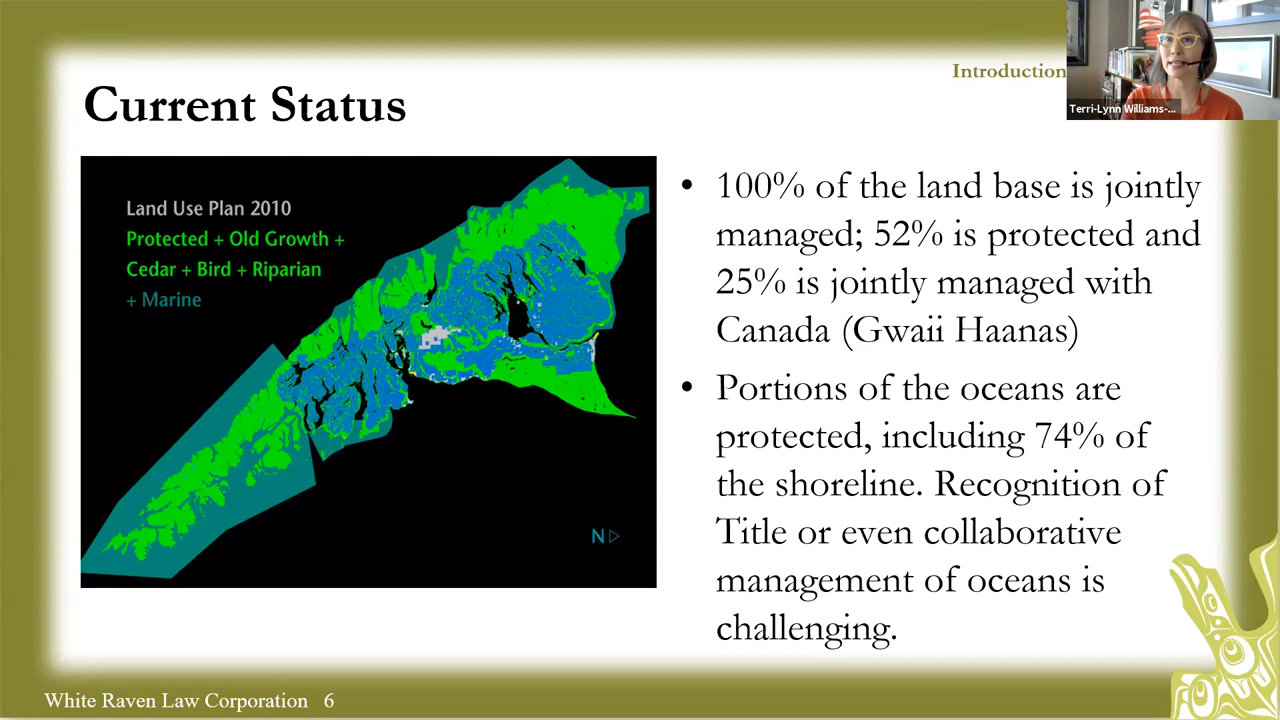 Introduction
Terri-Lynn Williams-...
Current Status
Land Use Plan 2010
Protected + Old Growth +
Cedar + Bird + Riparian
+ Marine
N
• 100% of the land base is jointly
managed; 52% is protected and
25% is jointly managed with
Canada (Gwaii Haanas)
• Portions of the oceans are
protected, including 74% of
the shoreline. Recognition of
Title or even collaborative
management of oceans is
challenging.
White Raven Law Corporation 6